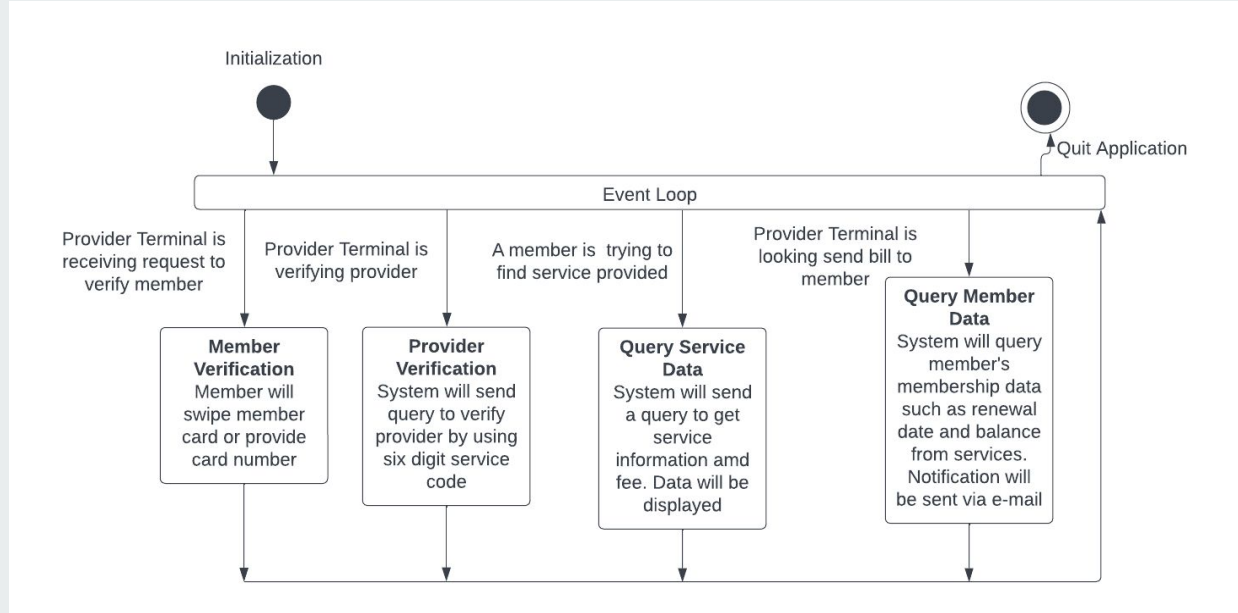 Initialization
Quit Application
Event Loop
Provider Terminal is
receiving request to
verify member
Provider Terminal is
verifying provider
A member is trying to
find service provided
Provider Terminal is
looking send bill to
member
Member
Verification
Member will
swipe member
card or provide
card number
Provider
Verification
System will send
query to verify
provider by using
six digit service
code
Query Service
Data
System will send
a query to get
service
information amd
fee. Data will be
displayed
Query Member
Data
System will query
member's
membership data
such as renewal
date and balance
from services.
Notification will
be sent via e-mail